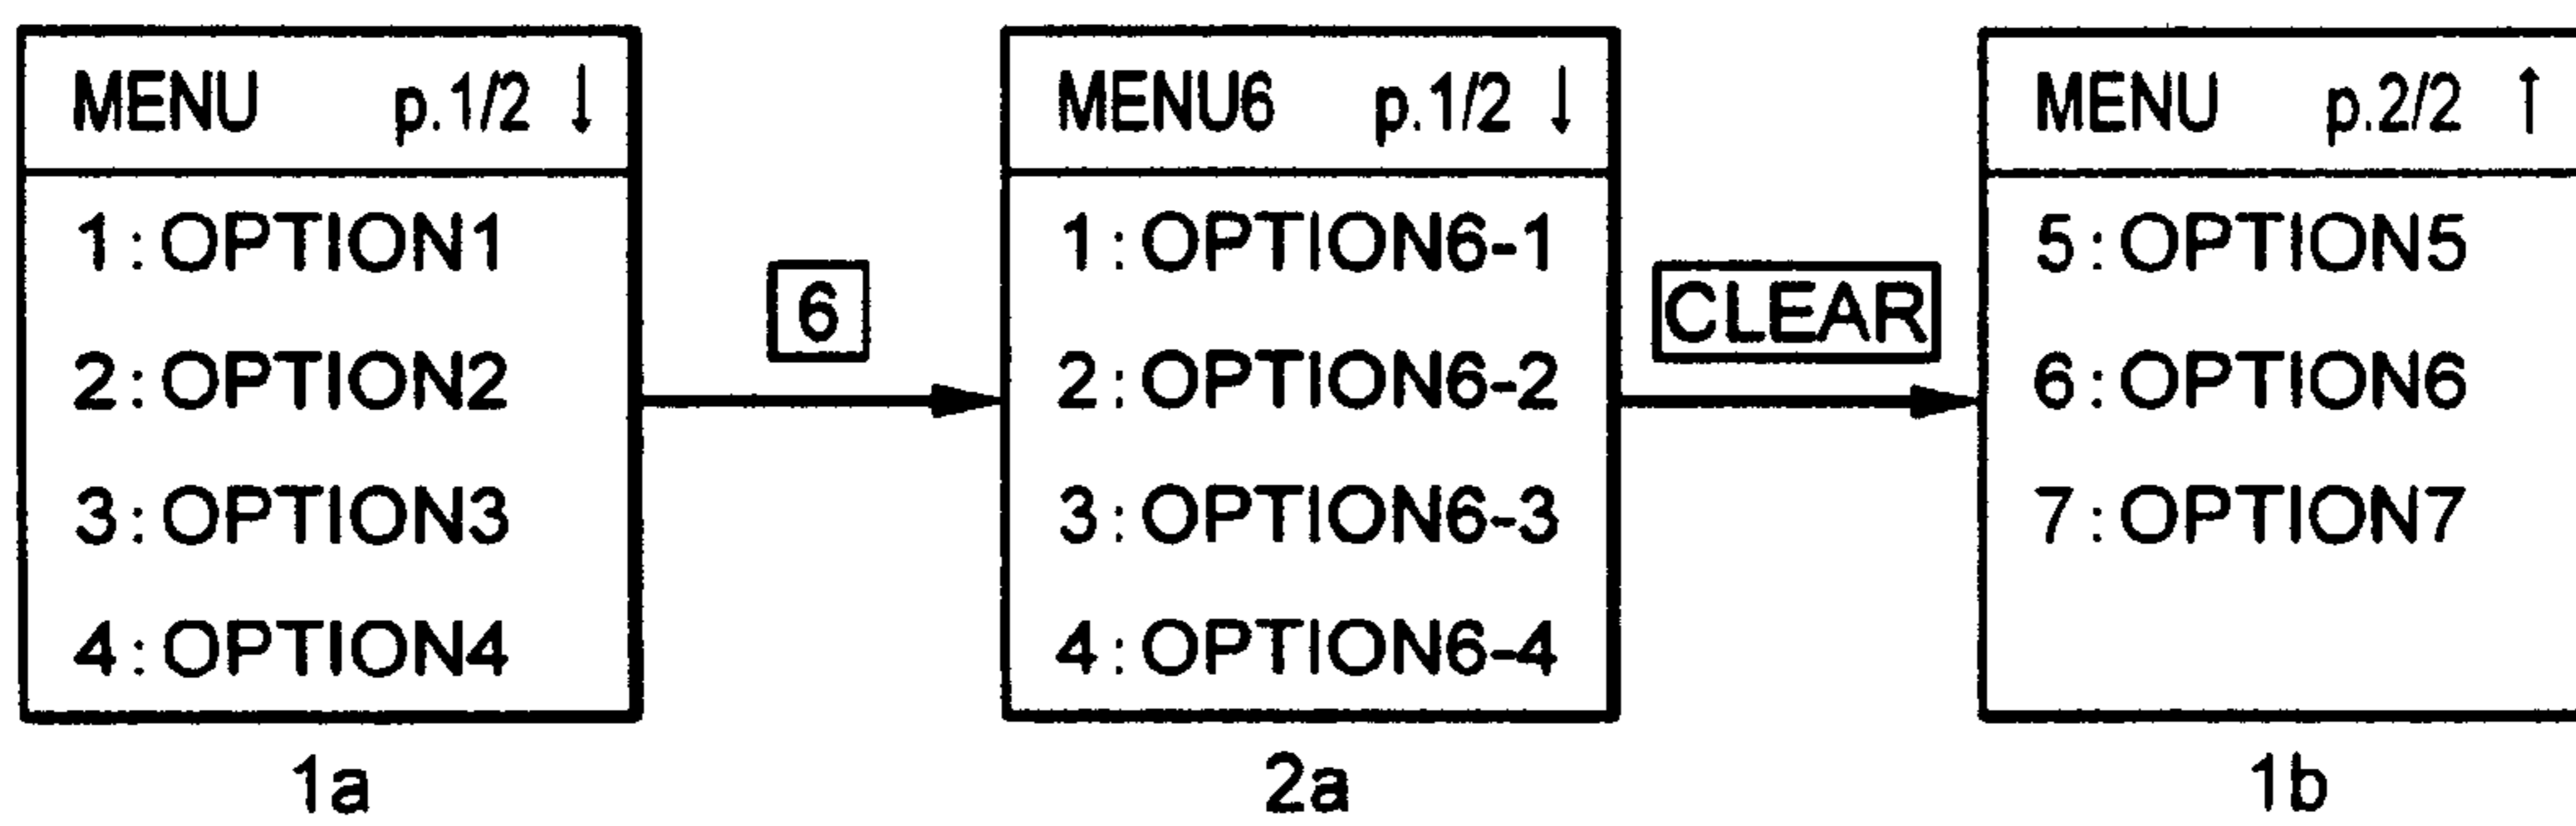 MENU p.1/2 ↓
1:OPTION1
2:OPTION2
3:OPTION3
4:OPTION4
1a
6
MENU6 p.1/2 ↓
1:OPTION6-1
2:OPTION6-2
3:OPTION6-3
4:OPTION6-4
2a
CLEAR
MENU p.2/2 ↑
5:OPTION5
6:OPTION6
7:OPTION7
1b